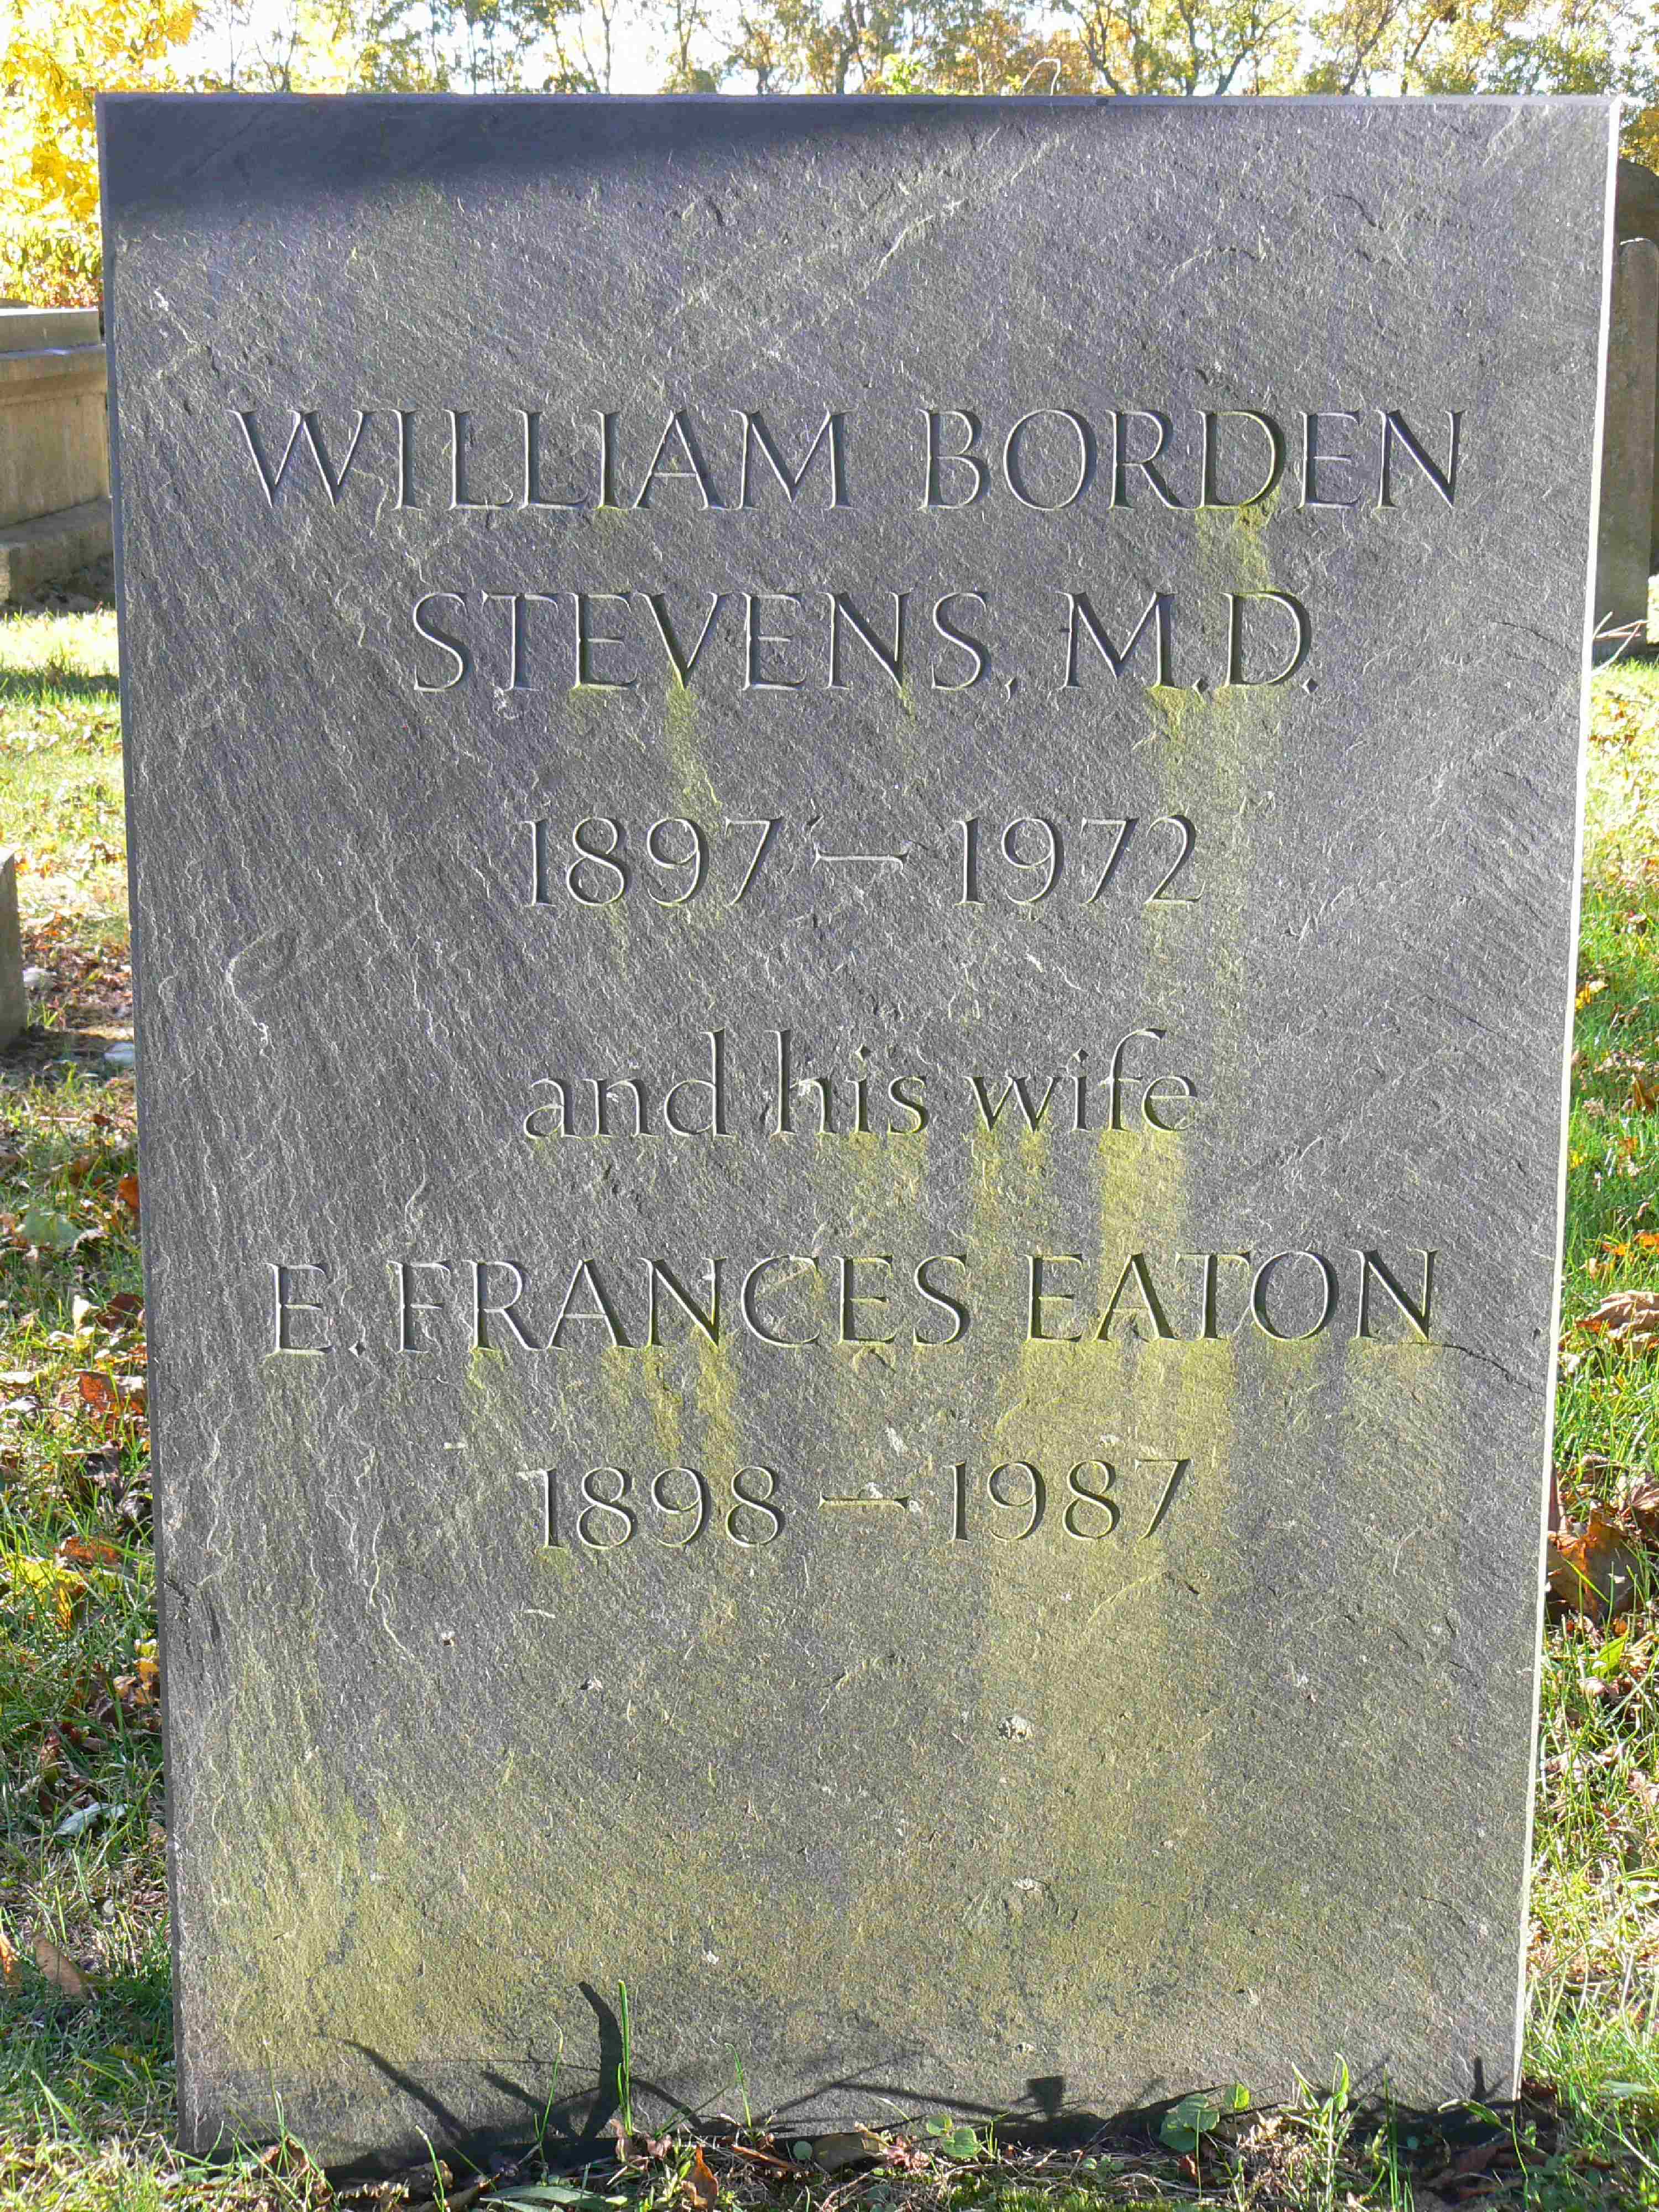 WILLIAM BORDEN
STEVENS, M.D.
1897 — 1972
and his wife
E. FRANCES EATON
1898 — 1987